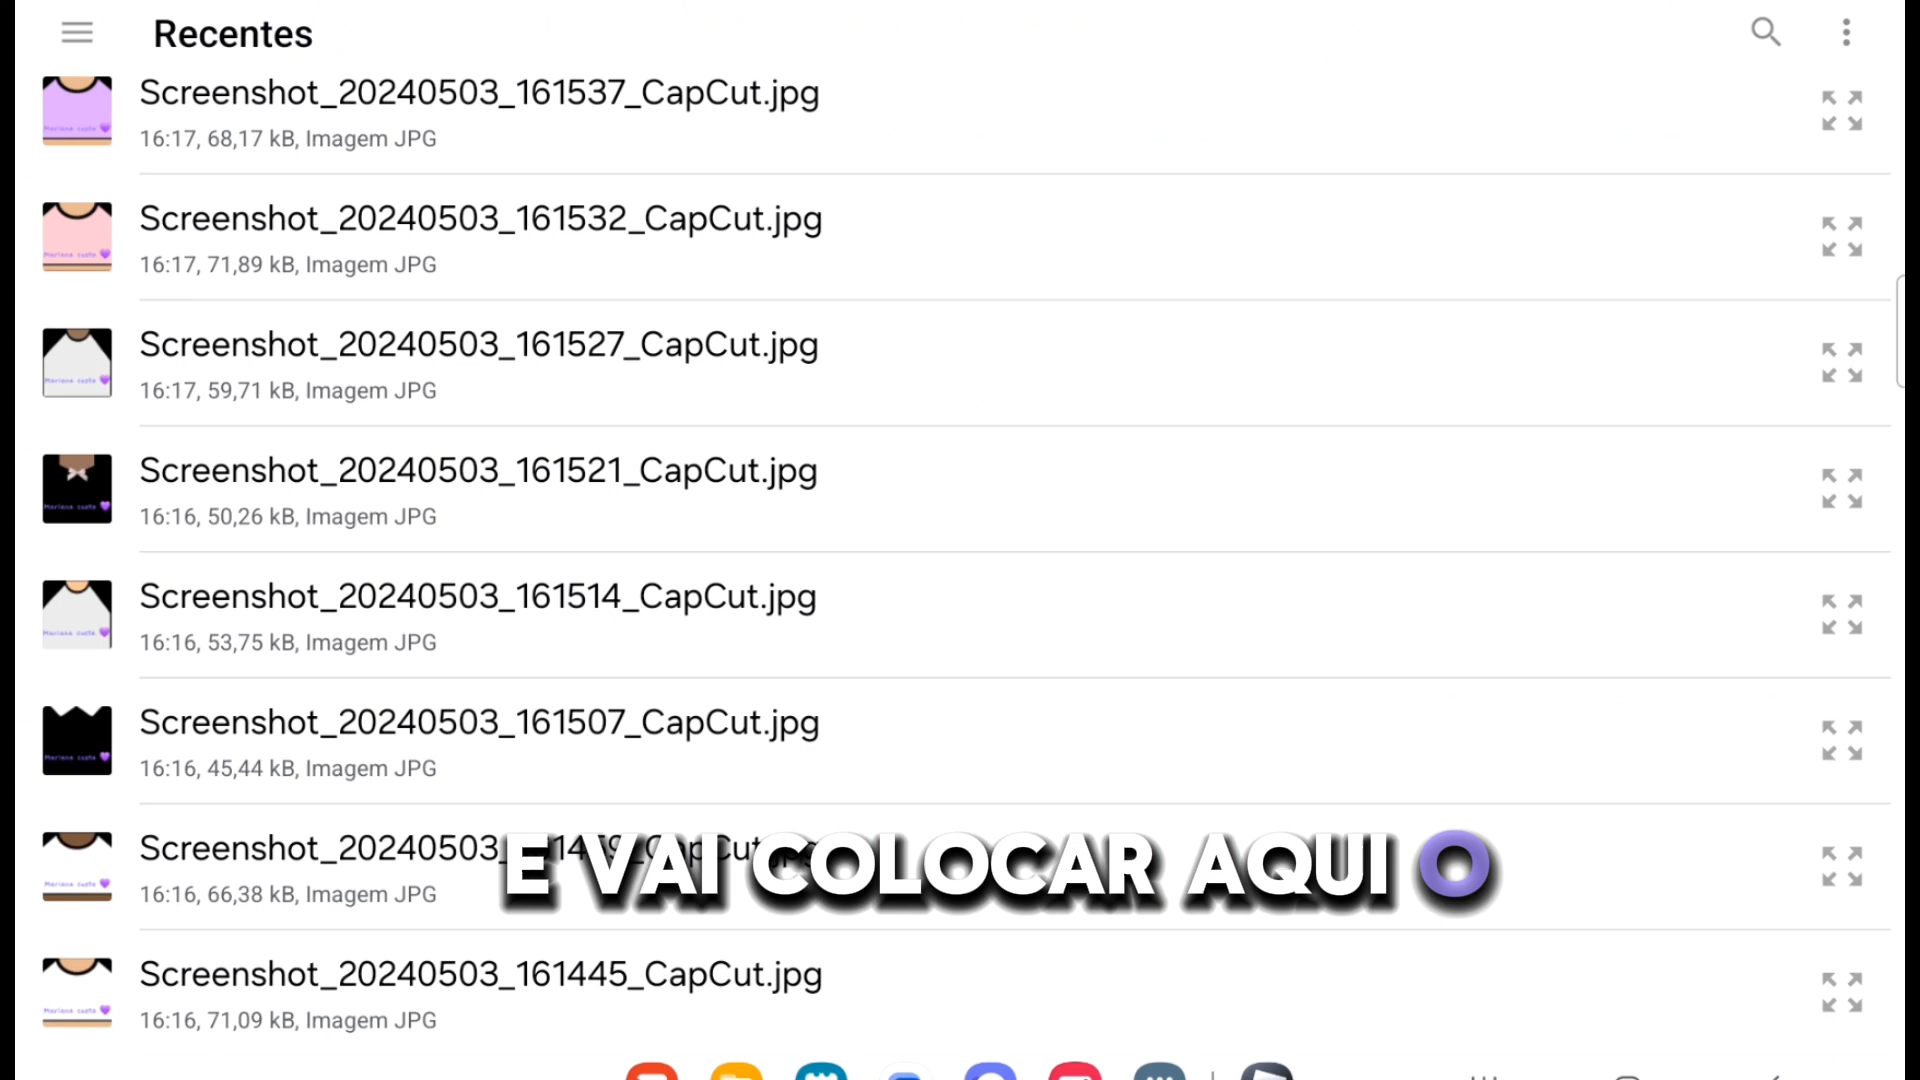 Recentes
Screenshot_20240503_161537_CapCut.jpg
16:17, 68,17 kB, Imagem JPG
Screenshot_20240503_161532_CapCut.jpg
16:17, 71,89 kB, Imagem JPG
Screenshot_20240503_161527_CapCut.jpg
16:17, 59,71 kB, Imagem JPG
Screenshot_20240503_161521_CapCut.jpg
16:16, 50,26 kB, Imagem JPG
Screenshot_20240503_161514_CapCut.jpg
16:16, 53,75 kB, Imagem JPG
Screenshot_20240503_161507_CapCut.jpg
16:16, 45,44 kB, Imagem JPG
E VAI COLOCAR AQUI O
16:16, 66,38 kB, Imagem JPG
Screenshot_20240503_161445_CapCut.jpg
16:16, 71,09 kB, Imagem JPG